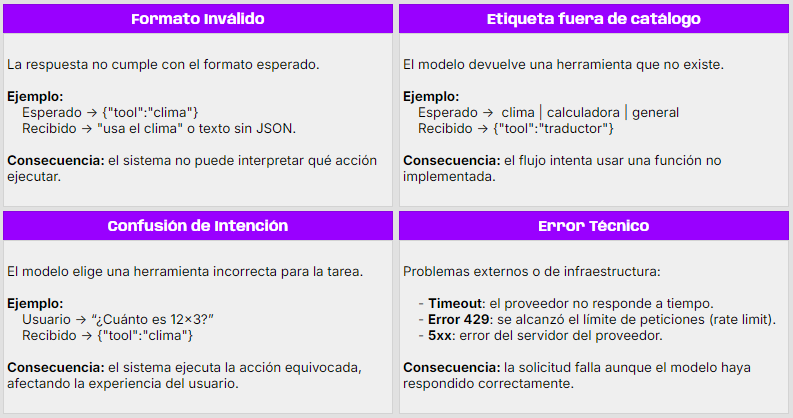 Formato Inválido
La respuesta no cumple con el formato esperado.
Ejemplo:
Esperado → {"tool":"clima"}
Recibido → "usa el clima" o texto sin JSON.
Consecuencia: el sistema no puede interpretar qué acción
ejecutar.
Etiqueta fuera de catálogo
El modelo devuelve una herramienta que no existe.
Ejemplo:
Esperado → clima | calculadora | general
Recibido → {"tool":"traductor"}
Consecuencia: el flujo intenta usar una función no
implementada.
Confusión de Intención
El modelo elige una herramienta incorrecta para la tarea.
Ejemplo:
Usuario → “¿Cuánto es 12×3?”
Recibido → {"tool":"clima"}
Consecuencia: el sistema ejecuta la acción equivocada,
afectando la experiencia del usuario.
Error Técnico
Problemas externos o de infraestructura:
- Timeout: el proveedor no responde a tiempo.
- Error 429: se alcanzó el límite de peticiones (rate limit).
- 5xx: error del servidor del proveedor.
Consecuencia: la solicitud falla aunque el modelo haya
respondido correctamente.